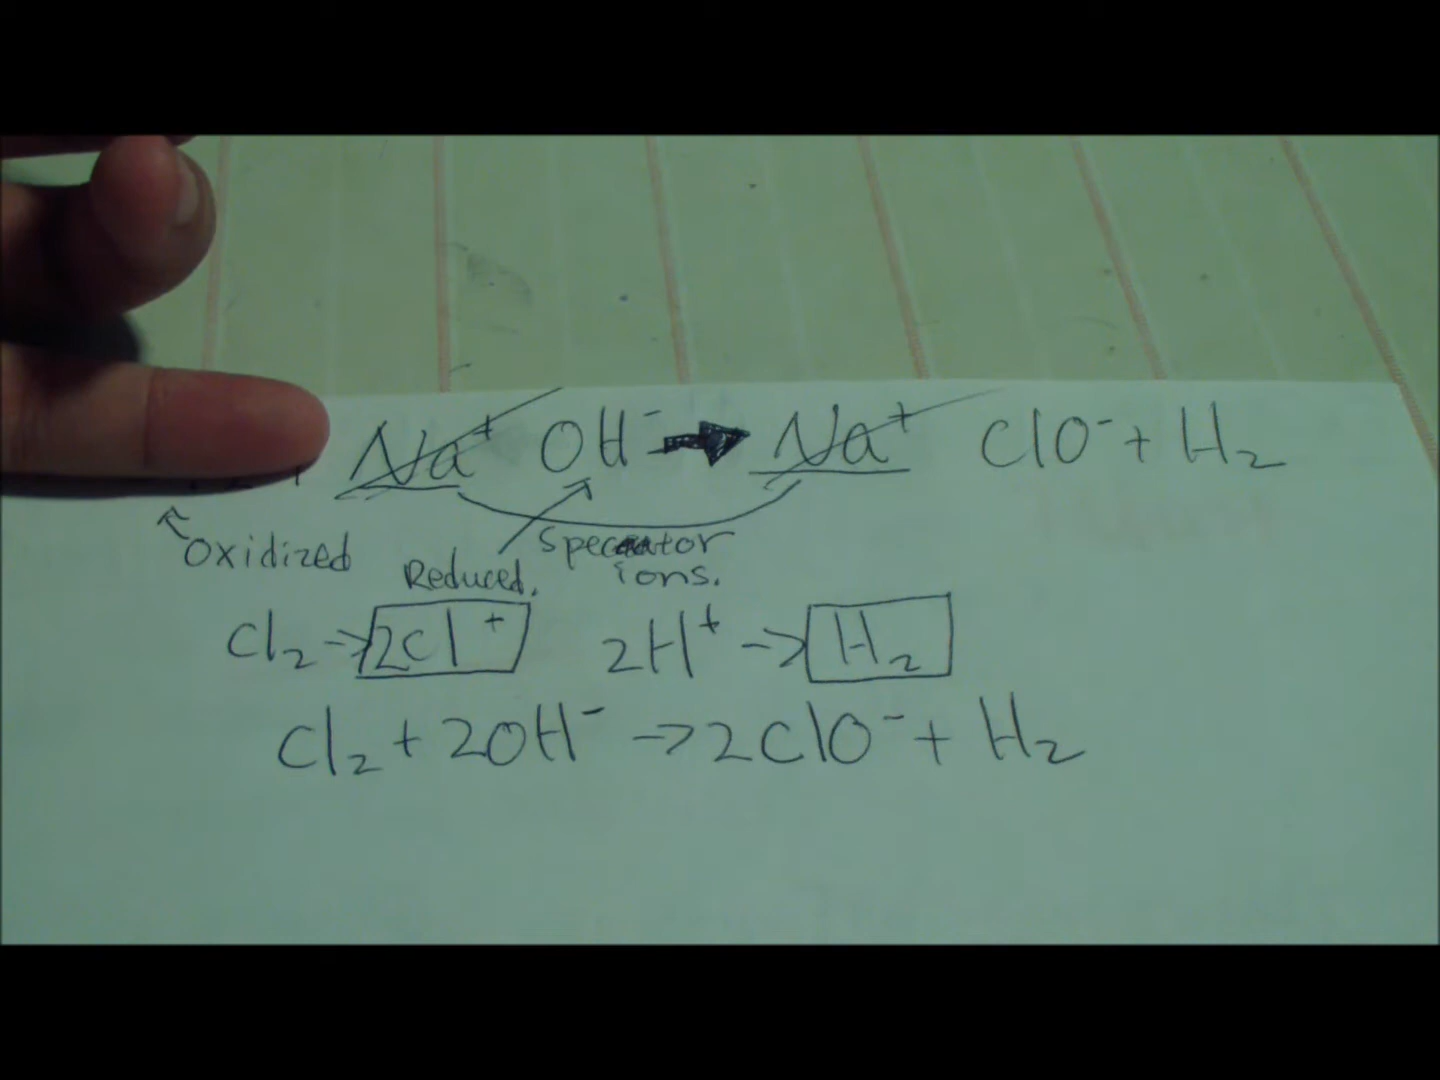 Na⁺ OH⁻ → Na⁺ ClO⁻ + H₂
Oxidized Reduced. Spectator
ions.
Cl₂ → 2Cl⁺ 2H⁺ → H₂
Cl₂ + 2OH⁻ → 2ClO⁻ + H₂